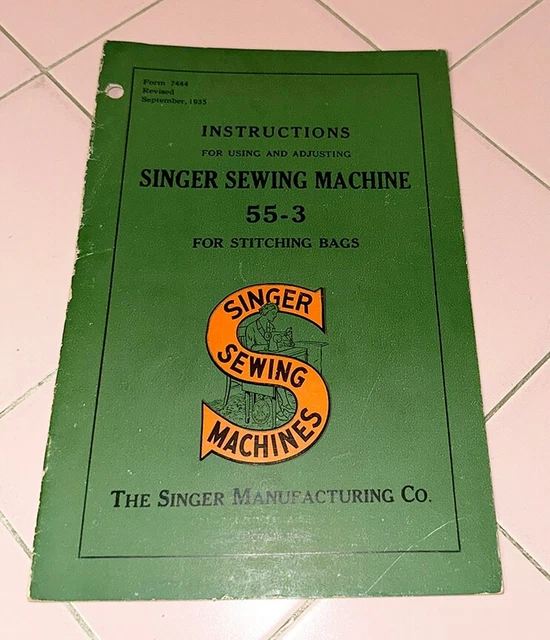 Form 7444
Revised
September, 1935
INSTRUCTIONS
FOR USING AND ADJUSTING
SINGER SEWING MACHINE
55-3
FOR STITCHING BAGS
SINGER
SEWING
MACHINES
THE SINGER MANUFACTURING CO.